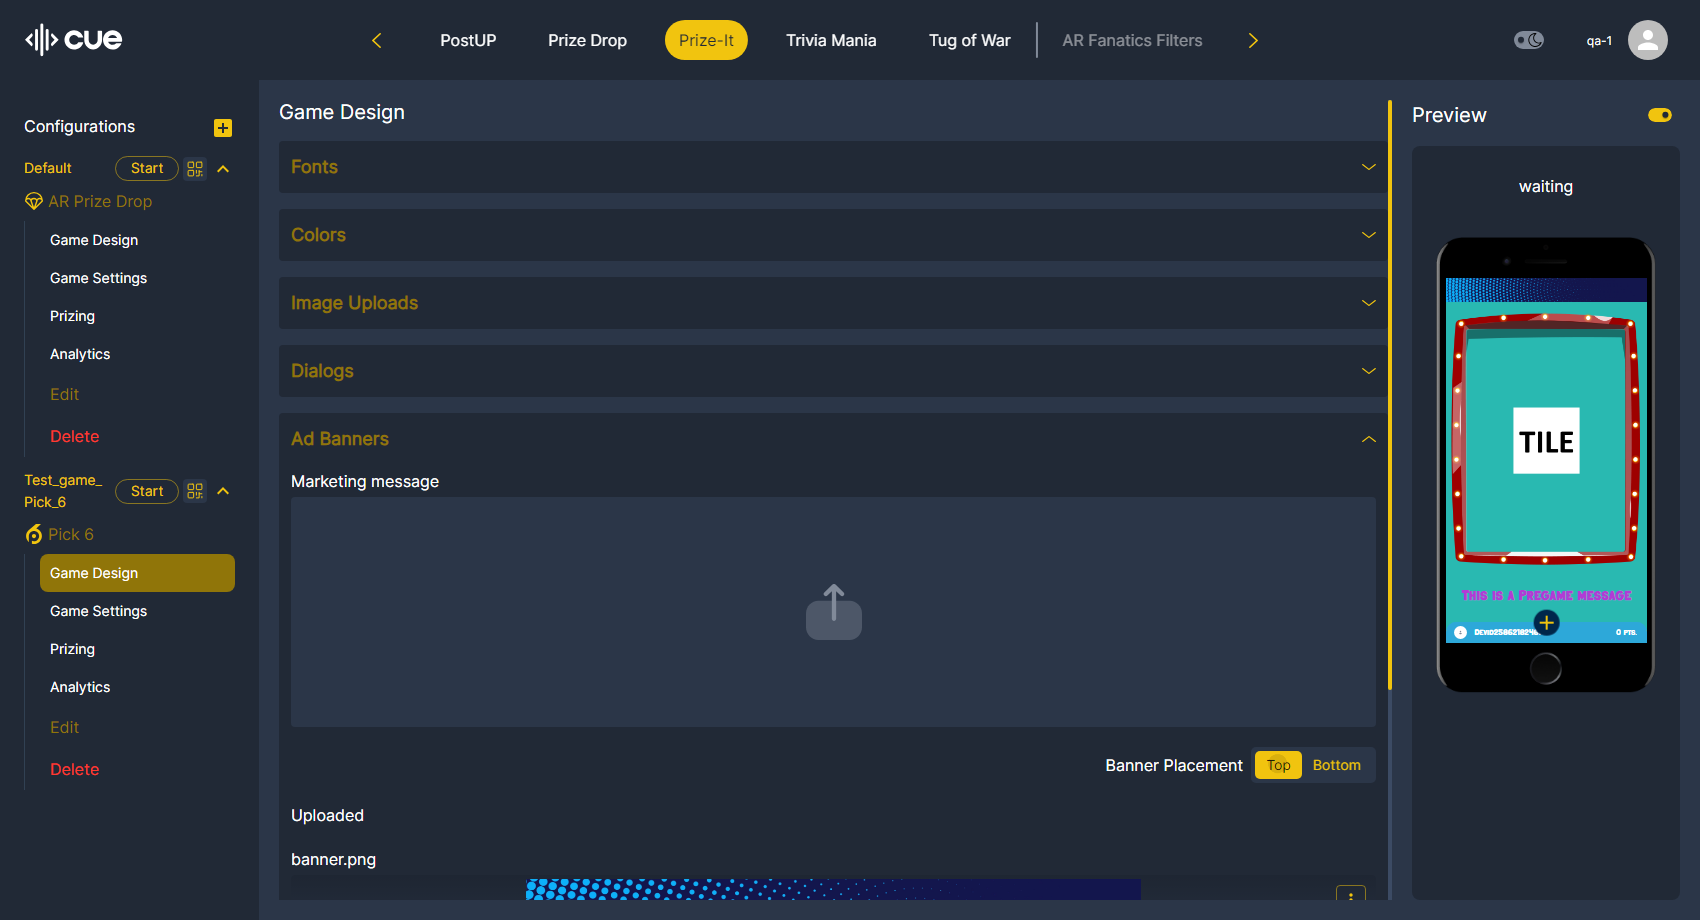 cue
PostUP
Prize Drop
Prize-It
Trivia Mania
Tug of War
AR Fanatics Filters
qa-1
Configurations
Default
Start
AR Prize Drop
Game Design
Game Settings
Prizing
Analytics
Edit
Delete
Test_game_
Pick_6
Start
Pick 6
Game Design
Game Settings
Prizing
Analytics
Edit
Delete
Game Design
Fonts
Colors
Image Uploads
Dialogs
Ad Banners
Marketing message
Banner Placement
Top
Bottom
Uploaded
banner.png
Preview
waiting
TILE
This is a Pregame message
0 pts.